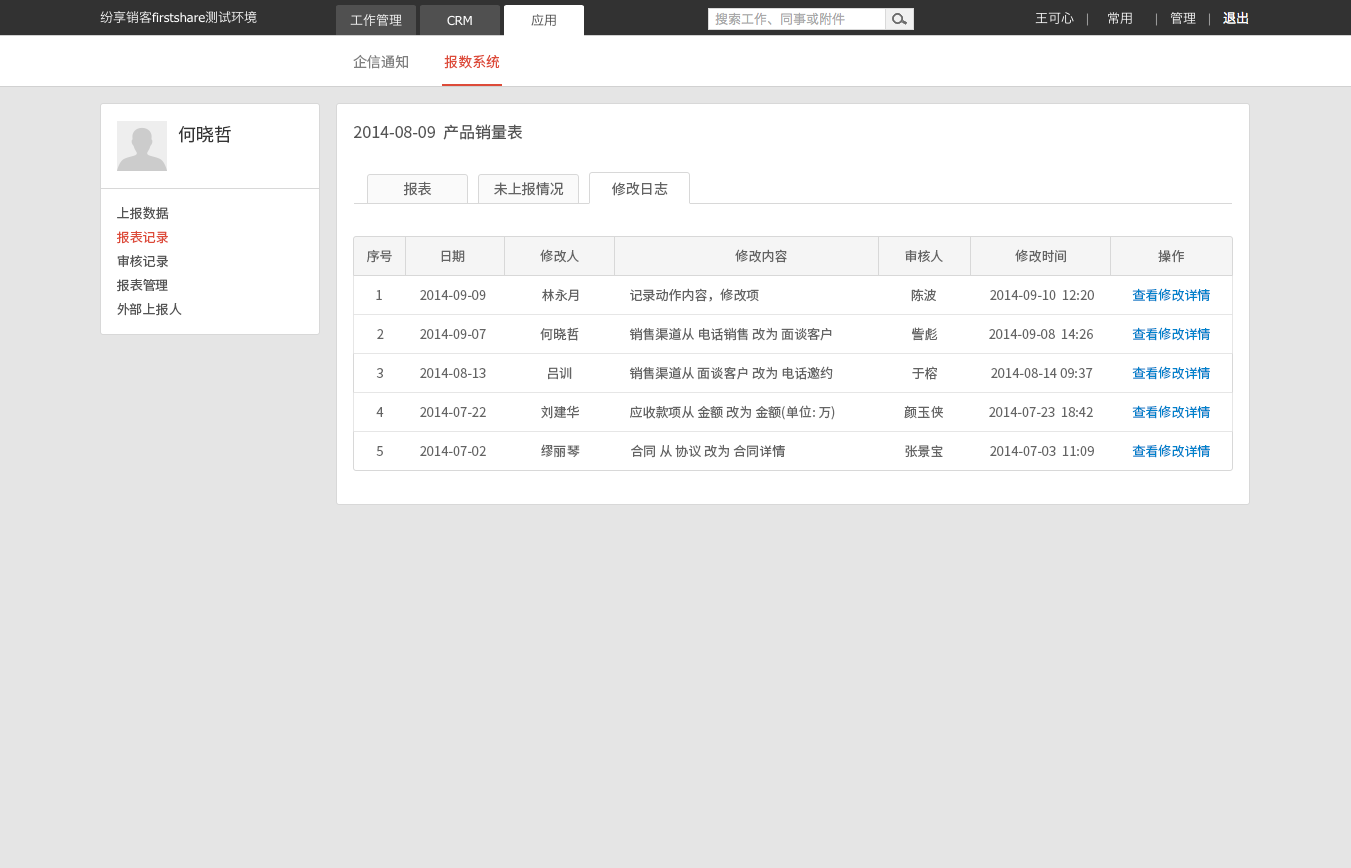 纷享销客firstshare测试环境 工作管理 CRM 应用 搜索工作、同事或附件 王可心 | 常用 | 管理 | 退出
企信通知 报数系统
何晓哲
上报数据
报表记录
审核记录
报表管理
外部上报人
2014-08-09 产品销量表
报表 未上报情况 修改日志
序号 日期 修改人 修改内容 审核人 修改时间 操作
1 2014-09-09 林永月 记录动作内容，修改项 陈波 2014-09-10 12:20 查看修改详情
2 2014-09-07 何晓哲 销售渠道从 电话销售 改为 面谈客户 訾彪 2014-09-08 14:26 查看修改详情
3 2014-08-13 吕训 销售渠道从 面谈客户 改为 电话邀约 于榕 2014-08-14 09:37 查看修改详情
4 2014-07-22 刘建华 应收款项从 金额 改为 金额(单位: 万) 颜玉侠 2014-07-23 18:42 查看修改详情
5 2014-07-02 缪丽琴 合同 从 协议 改为 合同详情 张景宝 2014-07-03 11:09 查看修改详情